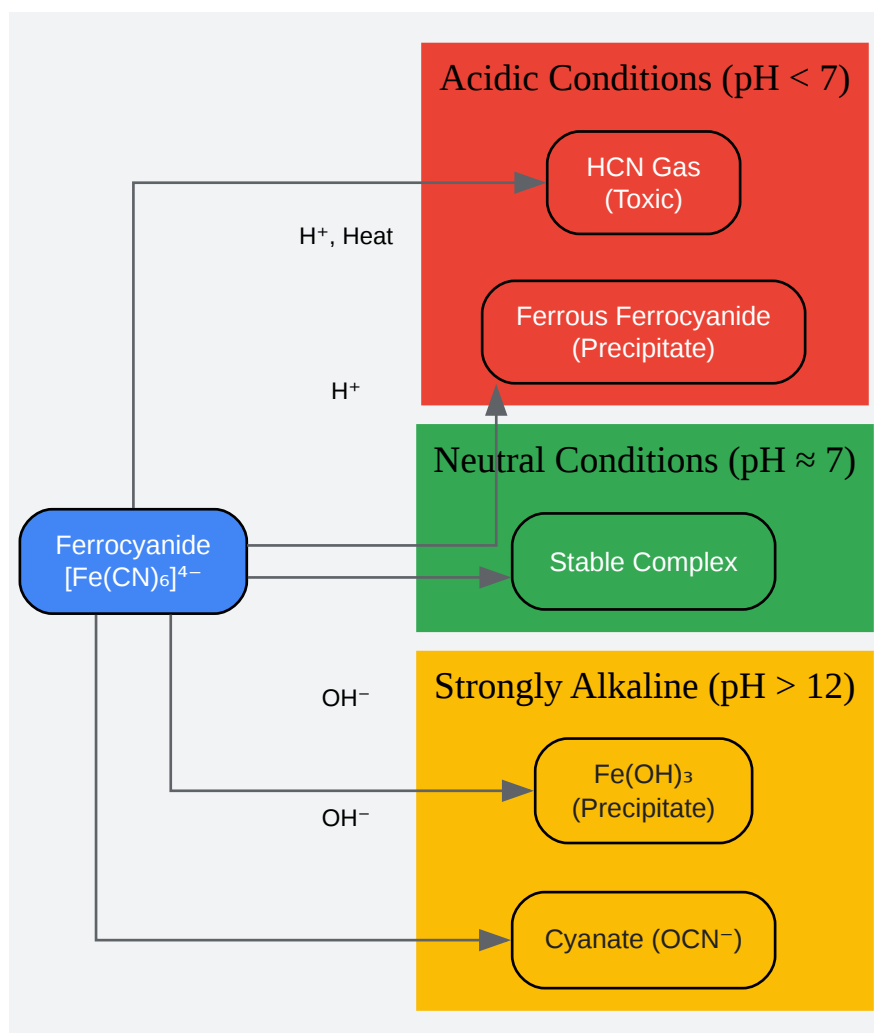 Acidic Conditions (pH < 7)
HCN Gas
(Toxic)
H⁺, Heat
Ferrous Ferrocyanide
(Precipitate)
H⁺
Neutral Conditions (pH ≈ 7)
Ferrocyanide
[Fe(CN)₆]⁴⁻
Stable Complex
Strongly Alkaline (pH > 12)
OH⁻
Fe(OH)₃
(Precipitate)
OH⁻
Cyanate (OCN⁻)